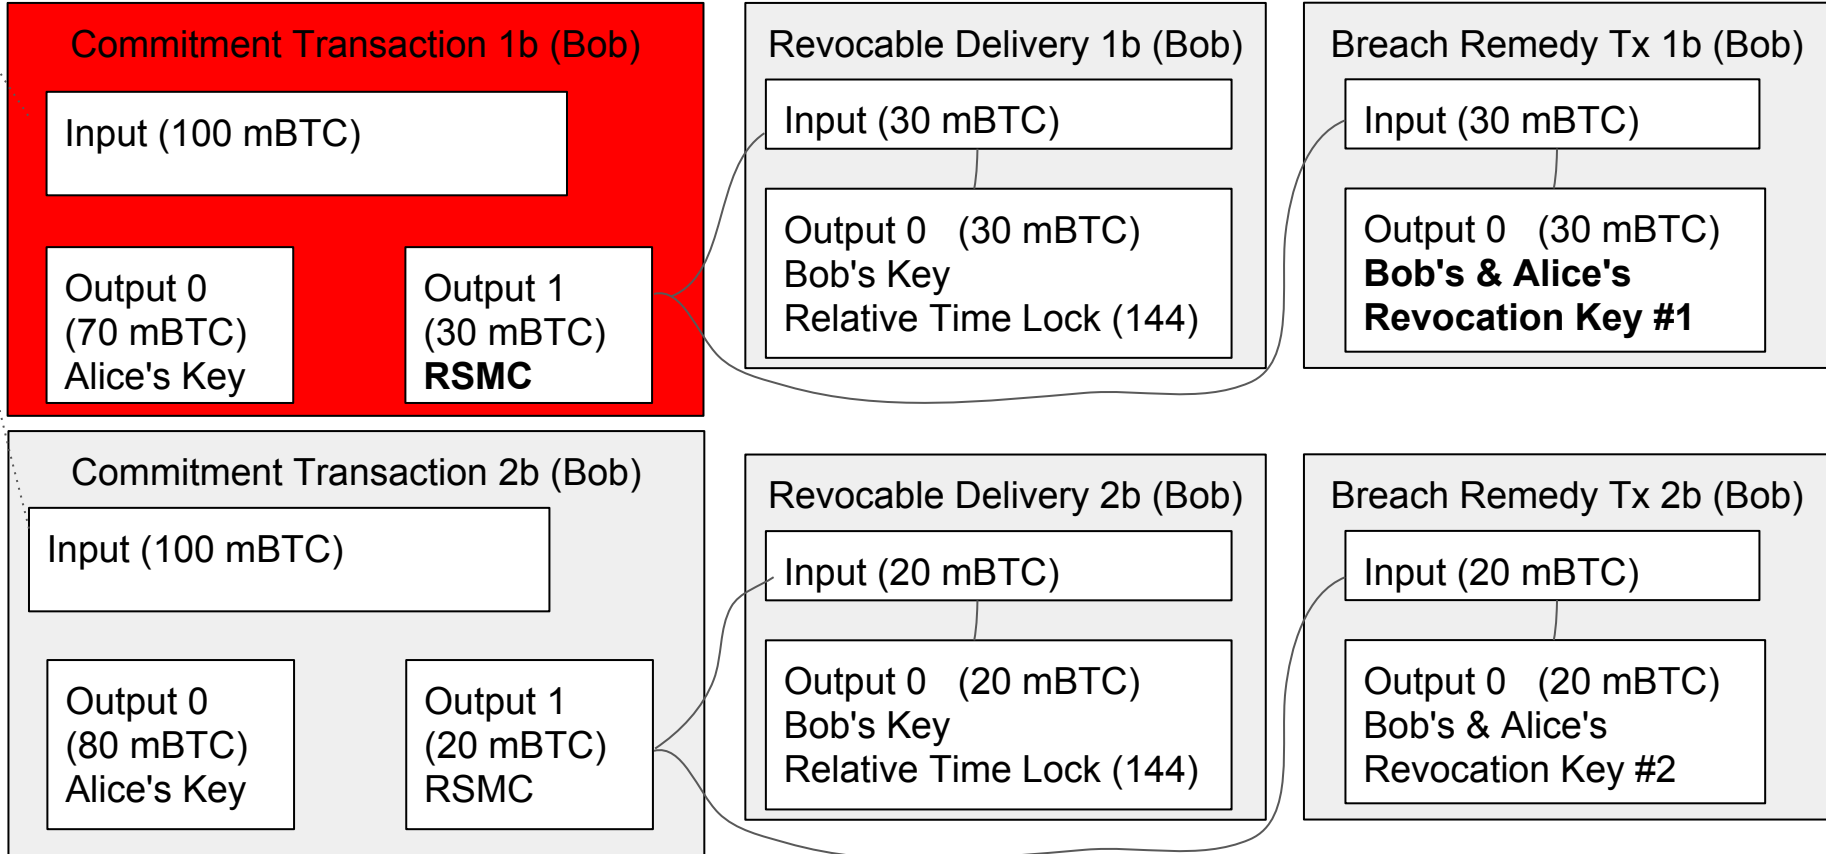 Commitment Transaction 1b (Bob)
Input (100 mBTC)
Output 0
(70 mBTC)
Alice's Key
Output 1
(30 mBTC)
RSMC
Revocable Delivery 1b (Bob)
Input (30 mBTC)
Output 0 (30 mBTC)
Bob's Key
Relative Time Lock (144)
Breach Remedy Tx 1b (Bob)
Input (30 mBTC)
Output 0 (30 mBTC)
Bob's & Alice's
Revocation Key #1
Commitment Transaction 2b (Bob)
Input (100 mBTC)
Output 0
(80 mBTC)
Alice's Key
Output 1
(20 mBTC)
RSMC
Revocable Delivery 2b (Bob)
Input (20 mBTC)
Output 0 (20 mBTC)
Bob's Key
Relative Time Lock (144)
Breach Remedy Tx 2b (Bob)
Input (20 mBTC)
Output 0 (20 mBTC)
Bob's & Alice's
Revocation Key #2